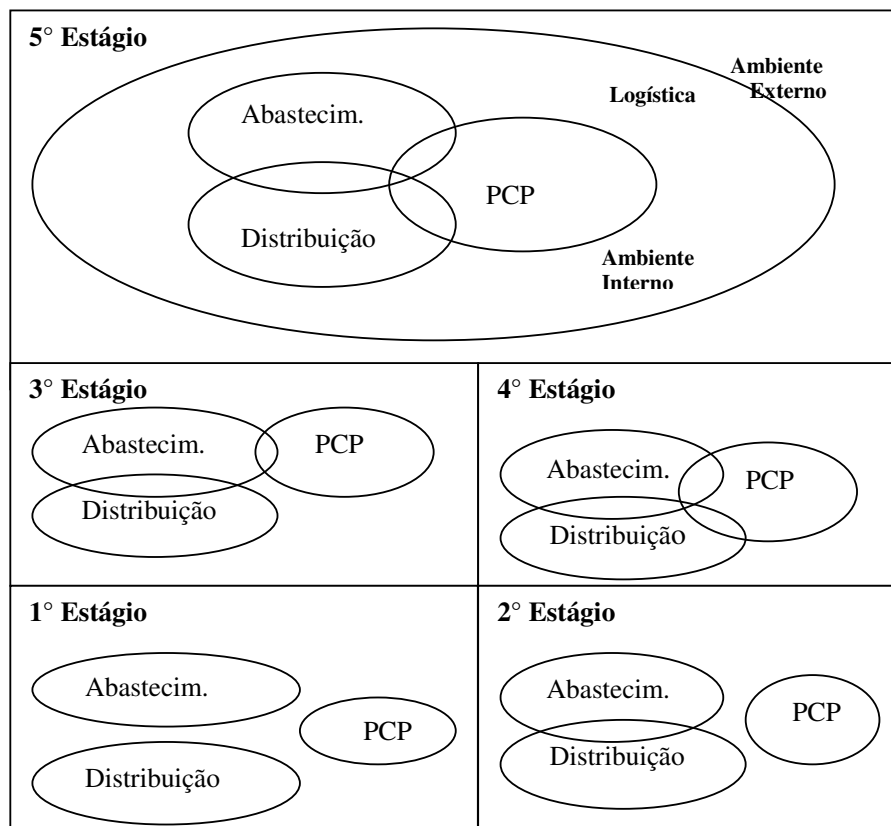 5° Estágio
Ambiente
Externo
Logística
Abastecim.
PCP
Distribuição
Ambiente
Interno
3° Estágio
Abastecim.
PCP
Distribuição
4° Estágio
Abastecim.
PCP
Distribuição
1° Estágio
Abastecim.
PCP
Distribuição
2° Estágio
Abastecim.
PCP
Distribuição